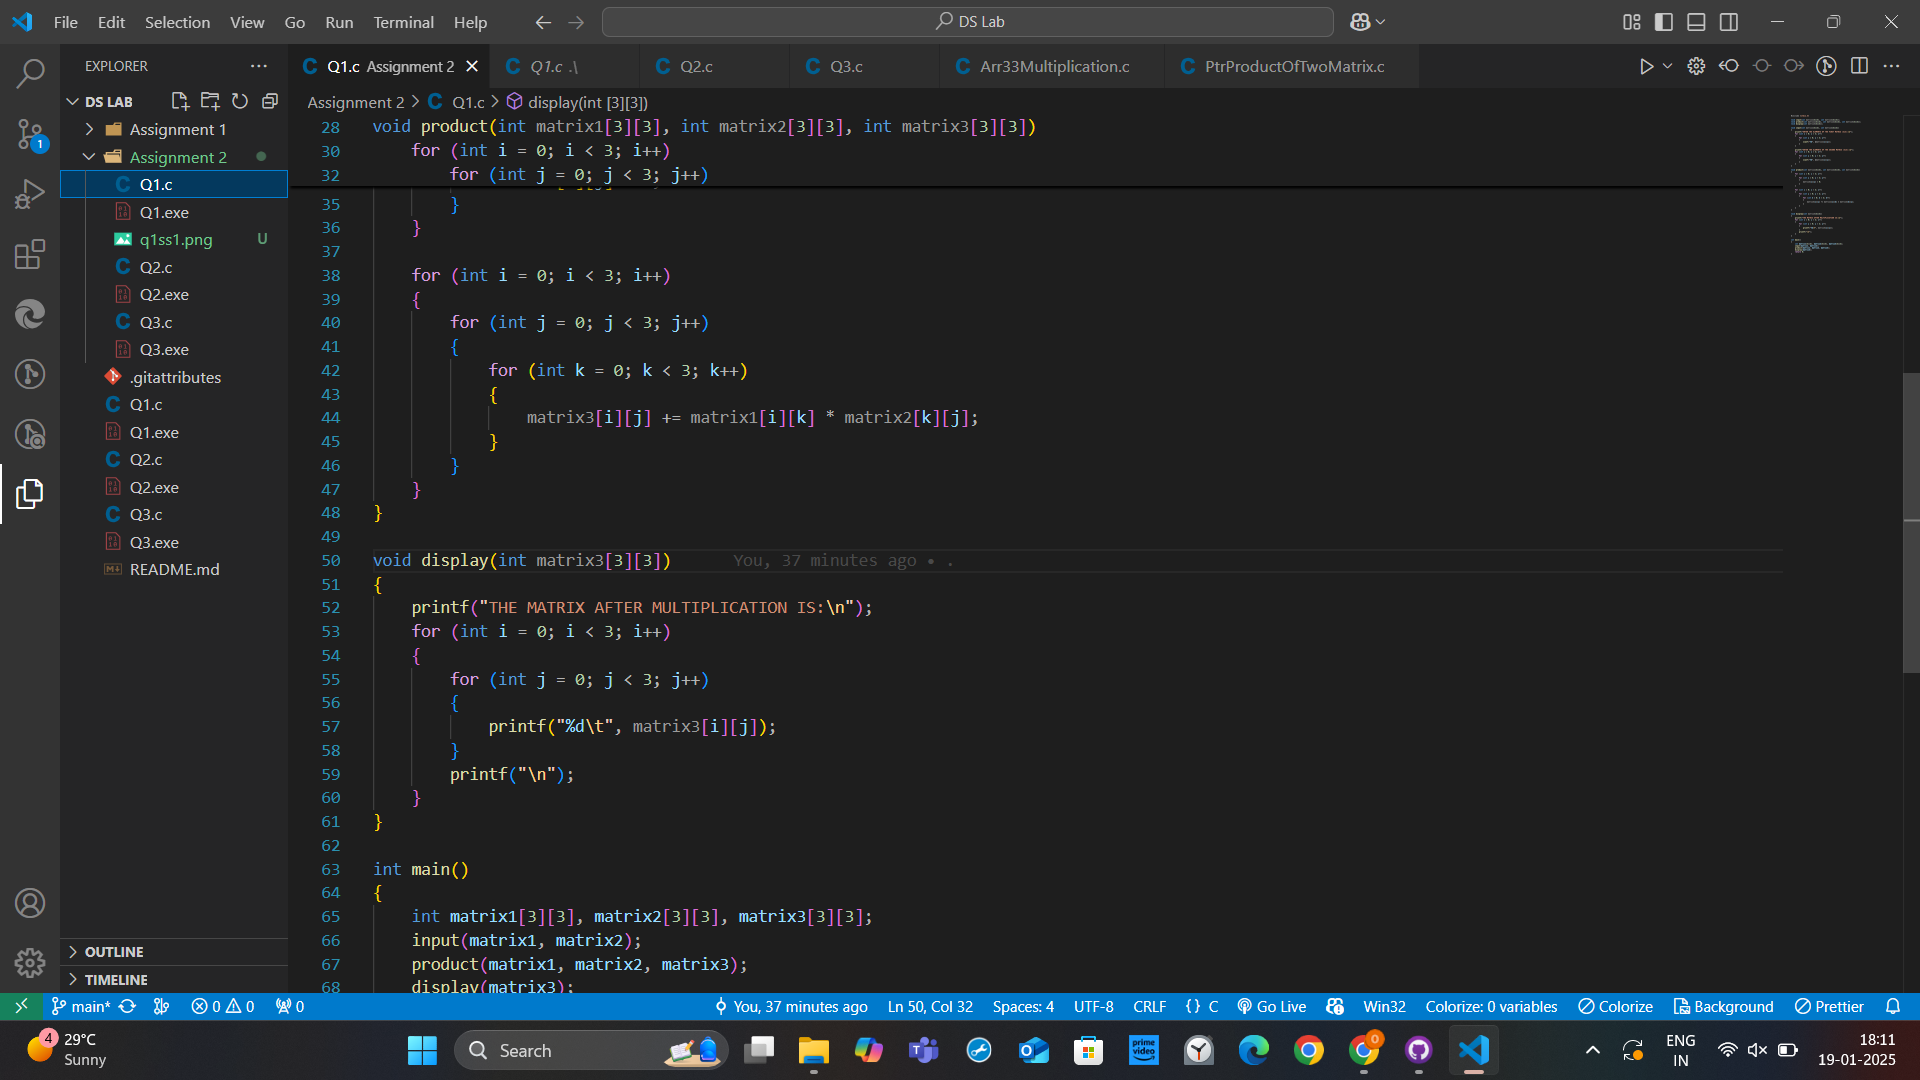 File Edit Selection View Go Run Terminal Help
DS Lab
EXPLORER
DS LAB
Assignment 1
Assignment 2
Q1.c
Q1.exe
q1ss1.png U
Q2.c
Q2.exe
Q3.c
Q3.exe
.gitattributes
Q1.c
Q1.exe
Q2.c
Q2.exe
Q3.c
Q3.exe
README.md
OUTLINE
TIMELINE
1
Q1.c Assignment 2
Q1.c .\
Q2.c
Q3.c
Arr33Multiplication.c
PtrProductOfTwoMatrix.c
Assignment 2 > Q1.c > display(int [3][3])
28 void product(int matrix1[3][3], int matrix2[3][3], int matrix3[3][3])
30 for (int i = 0; i < 3; i++)
32 for (int j = 0; j < 3; j++)
35 }
36 }
37
38 for (int i = 0; i < 3; i++)
39 {
40 for (int j = 0; j < 3; j++)
41 {
42 for (int k = 0; k < 3; k++)
43 {
44 matrix3[i][j] += matrix1[i][k] * matrix2[k][j];
45 }
46 }
47 }
48 }
49
50 void display(int matrix3[3][3]) You, 37 minutes ago • .
51 {
52 printf("THE MATRIX AFTER MULTIPLICATION IS:\n");
53 for (int i = 0; i < 3; i++)
54 {
55 for (int j = 0; j < 3; j++)
56 {
57 printf("%d\t", matrix3[i][j]);
58 }
59 printf("\n");
60 }
61 }
62
63 int main()
64 {
65 int matrix1[3][3], matrix2[3][3], matrix3[3][3];
66 input(matrix1, matrix2);
67 product(matrix1, matrix2, matrix3);
68 display(matrix3);
main* 0 0 0 You, 37 minutes ago Ln 50, Col 32 Spaces: 4 UTF-8 CRLF {} C Go Live Win32 Colorize: 0 variables Colorize Background Prettier
4
29°C
Sunny
Search
prime video
0
ENG
IN
18:11
19-01-2025